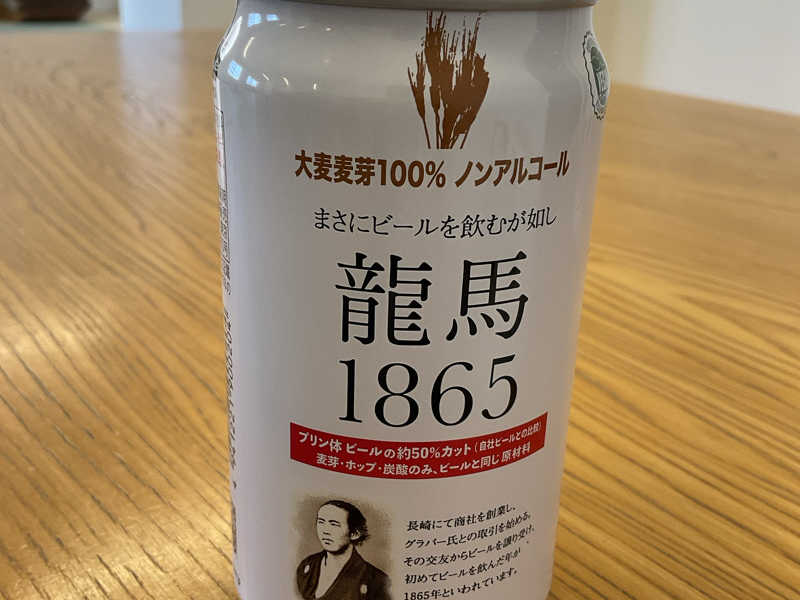 大麦麦芽100% ノンアルコール
まさにビールを飲むが如し
龍馬
1865
プリン体 ビールの約50%カット(自社ビールとの比較)
麦芽・ホップ・炭酸のみ、ビールと同じ原材料
長崎にて商社を創業し、
グラバー氏との取引を始める。
その交友からビールを譲り受け、
初めてビールを飲んだ年が
1865年といわれています。